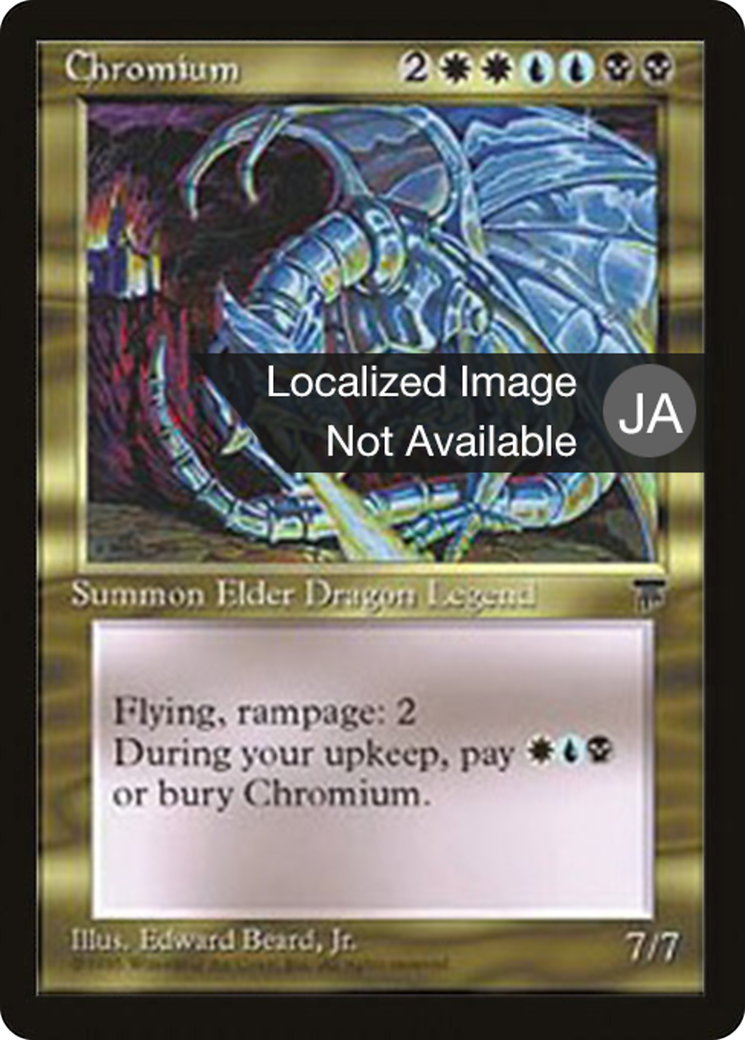 Chromium 2
Localized Image
Not Available
JA
Summon Elder Dragon Legend
Flying, rampage: 2
During your upkeep, pay
or bury Chromium.
Illus. Edward Beard, Jr.
7/7